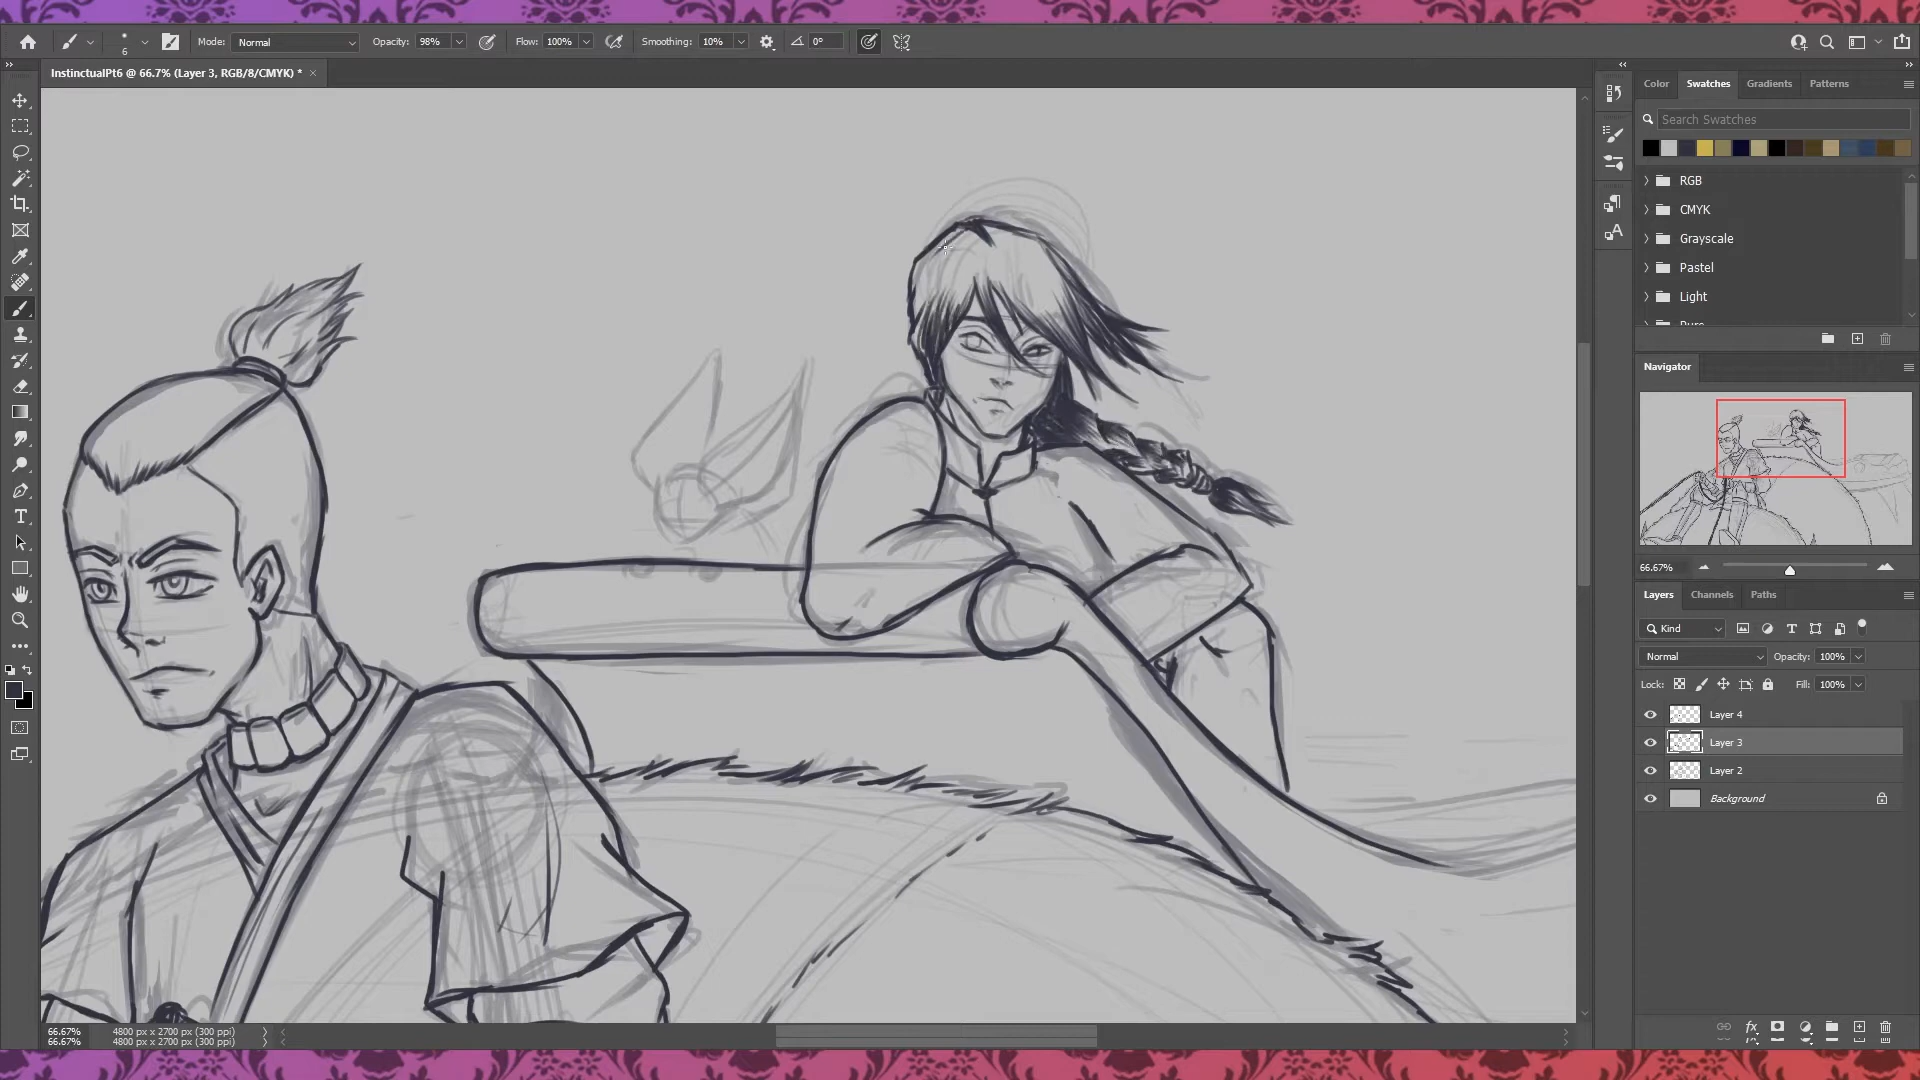 6 Mode: Normal Opacity: 98% Flow: 100% Smoothing: 10% 0°
InstinctualPt6 @ 66.7% (Layer 3, RGB/8/CMYK) * ×
Color Swatches Gradients Patterns
Search Swatches
RGB
CMYK
Grayscale
Pastel
Light
Pure
Navigator
66.67%
Layers Channels Paths
Kind
Normal Opacity: 100%
Lock: Fill: 100%
Layer 4
Layer 3
Layer 2
Background
66.67% 4800 px x 2700 px (300 ppi)
66.67% 4800 px x 2700 px (300 ppi)